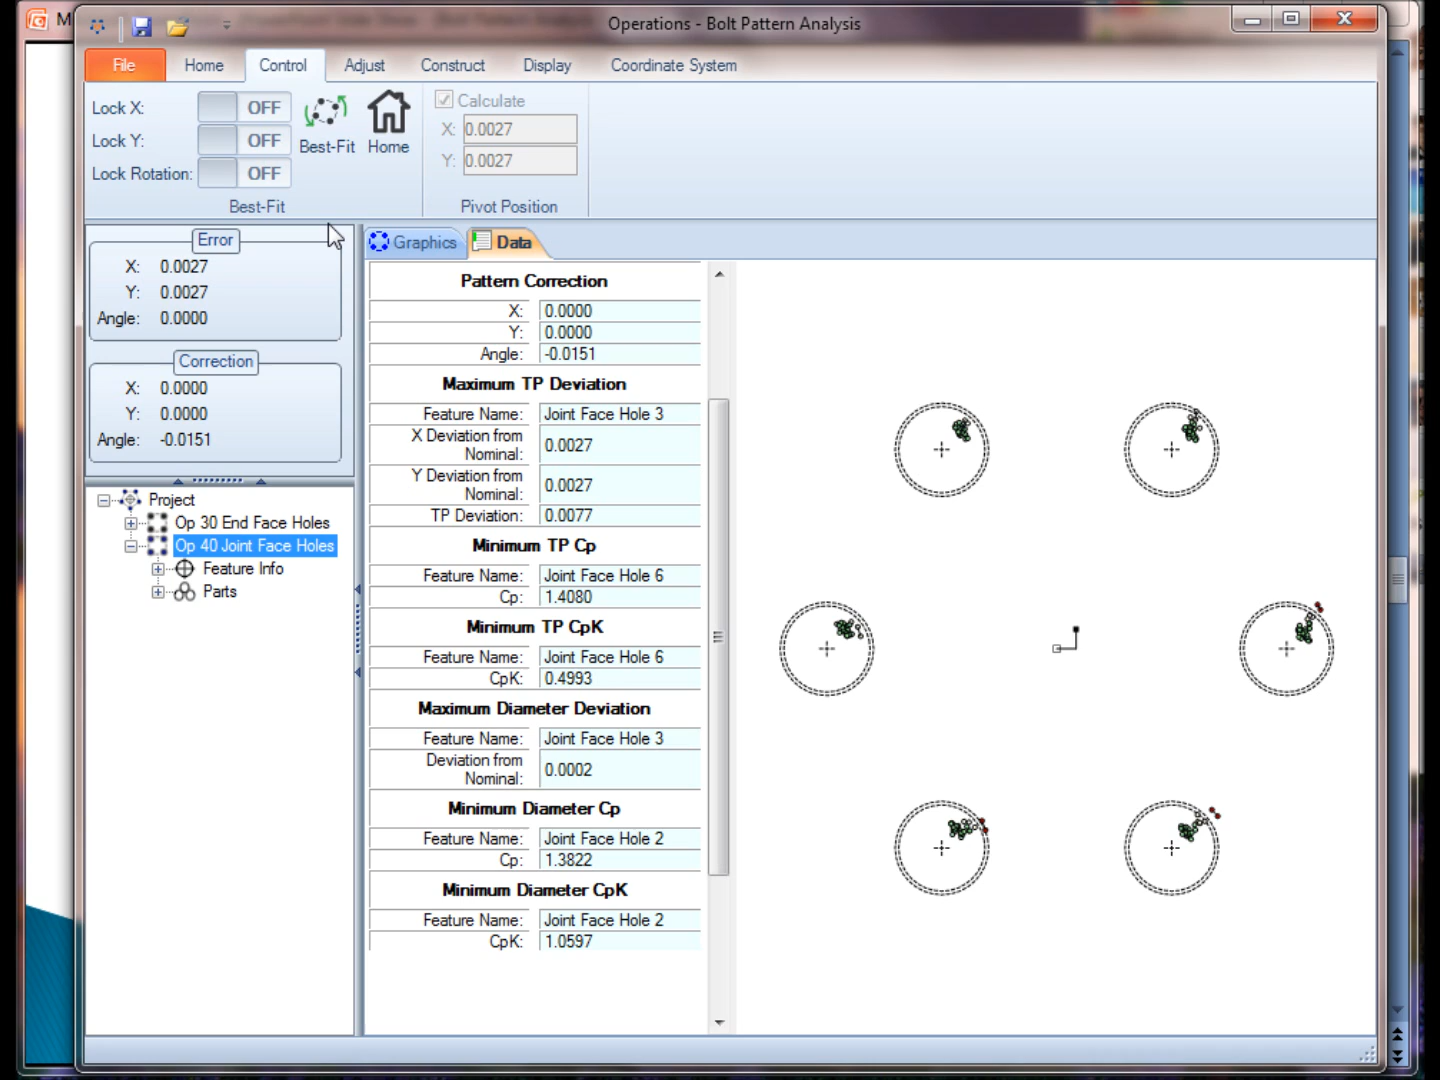 M
Operations - Bolt Pattern Analysis
File Home Control Adjust Construct Display Coordinate System
Lock X: OFF
Lock Y: OFF
Lock Rotation: OFF
Best-Fit Home
Best-Fit
Calculate
X: 0.0027
Y: 0.0027
Pivot Position
Error
X: 0.0027
Y: 0.0027
Angle: 0.0000
Correction
X: 0.0000
Y: 0.0000
Angle: -0.0151
Project
Op 30 End Face Holes
Op 40 Joint Face Holes
Feature Info
Parts
Graphics Data
Pattern Correction
X: 0.0000
Y: 0.0000
Angle: -0.0151
Maximum TP Deviation
Feature Name: Joint Face Hole 3
X Deviation from
Nominal: 0.0027
Y Deviation from
Nominal: 0.0027
TP Deviation: 0.0077
Minimum TP Cp
Feature Name: Joint Face Hole 6
Cp: 1.4080
Minimum TP CpK
Feature Name: Joint Face Hole 6
CpK: 0.4993
Maximum Diameter Deviation
Feature Name: Joint Face Hole 3
Deviation from
Nominal: 0.0002
Minimum Diameter Cp
Feature Name: Joint Face Hole 2
Cp: 1.3822
Minimum Diameter CpK
Feature Name: Joint Face Hole 2
CpK: 1.0597